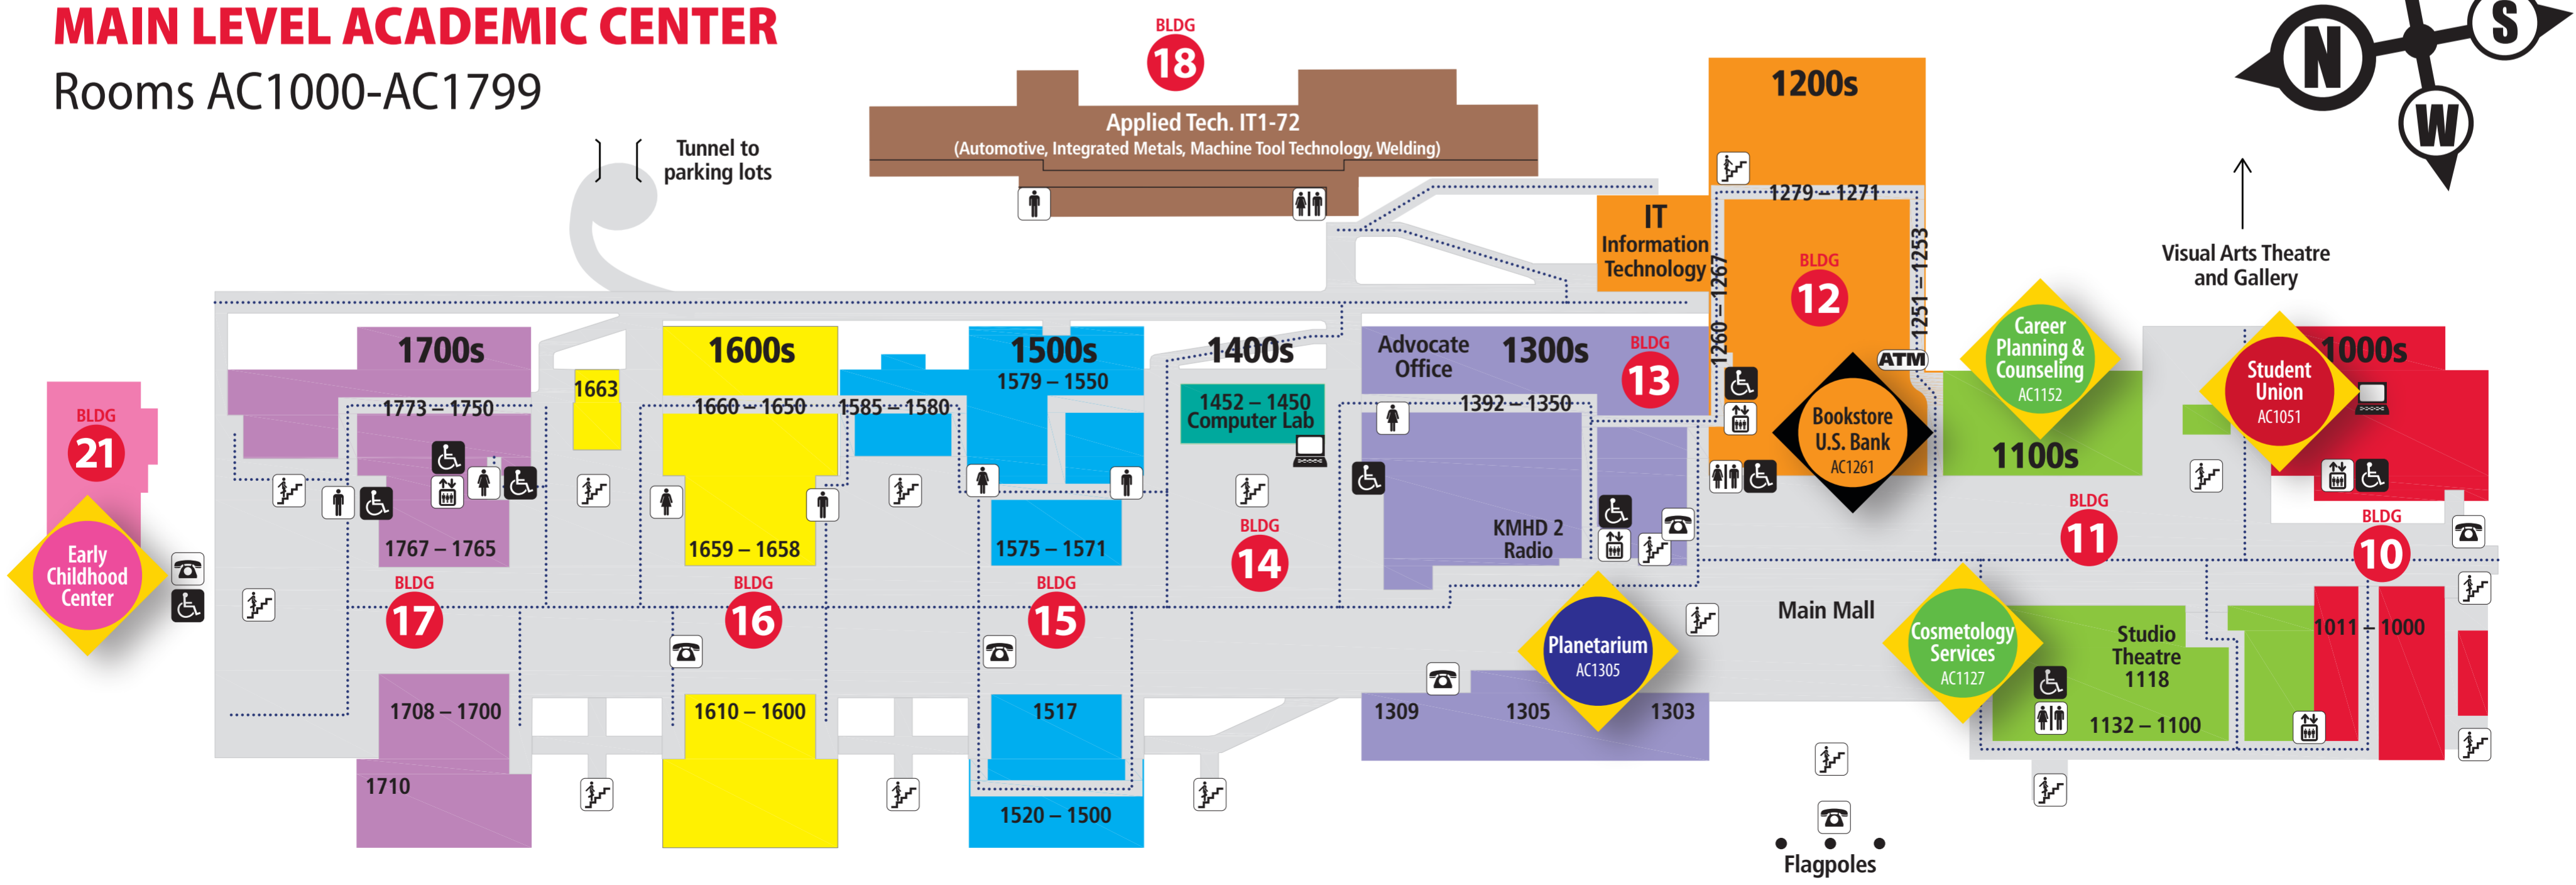 MAIN LEVEL ACADEMIC CENTER
Rooms AC1000-AC1799
BLDG
18
Applied Tech. IT1-72
(Automotive, Integrated Metals, Machine Tool Technology, Welding)
Tunnel to
parking lots
N
S
W
1200s
1279 – 1271
IT
Information
Technology
1260 – 1267
1251 – 1253
BLDG
12
ATM
Bookstore
U.S. Bank
AC1261
Visual Arts Theatre
and Gallery
Career
Planning &
Counseling
AC1152
1100s
BLDG
11
Student
Union
AC1051
1000s
BLDG
10
1011 – 1000
BLDG
21
Early
Childhood
Center
1700s
1773 – 1750
1767 – 1765
BLDG
17
1708 – 1700
1710
1663
1600s
1660 – 1650
1659 – 1658
BLDG
16
1610 – 1600
1585 – 1580
1500s
1579 – 1550
1575 – 1571
BLDG
15
1517
1520 – 1500
1400s
1452 – 1450
Computer Lab
BLDG
14
Advocate
Office
1300s
BLDG
13
1392 – 1350
KMHD 2
Radio
Planetarium
AC1305
1309
1305
1303
Main Mall
Cosmetology
Services
AC1127
Studio
Theatre
1118
1132 – 1100
Flagpoles